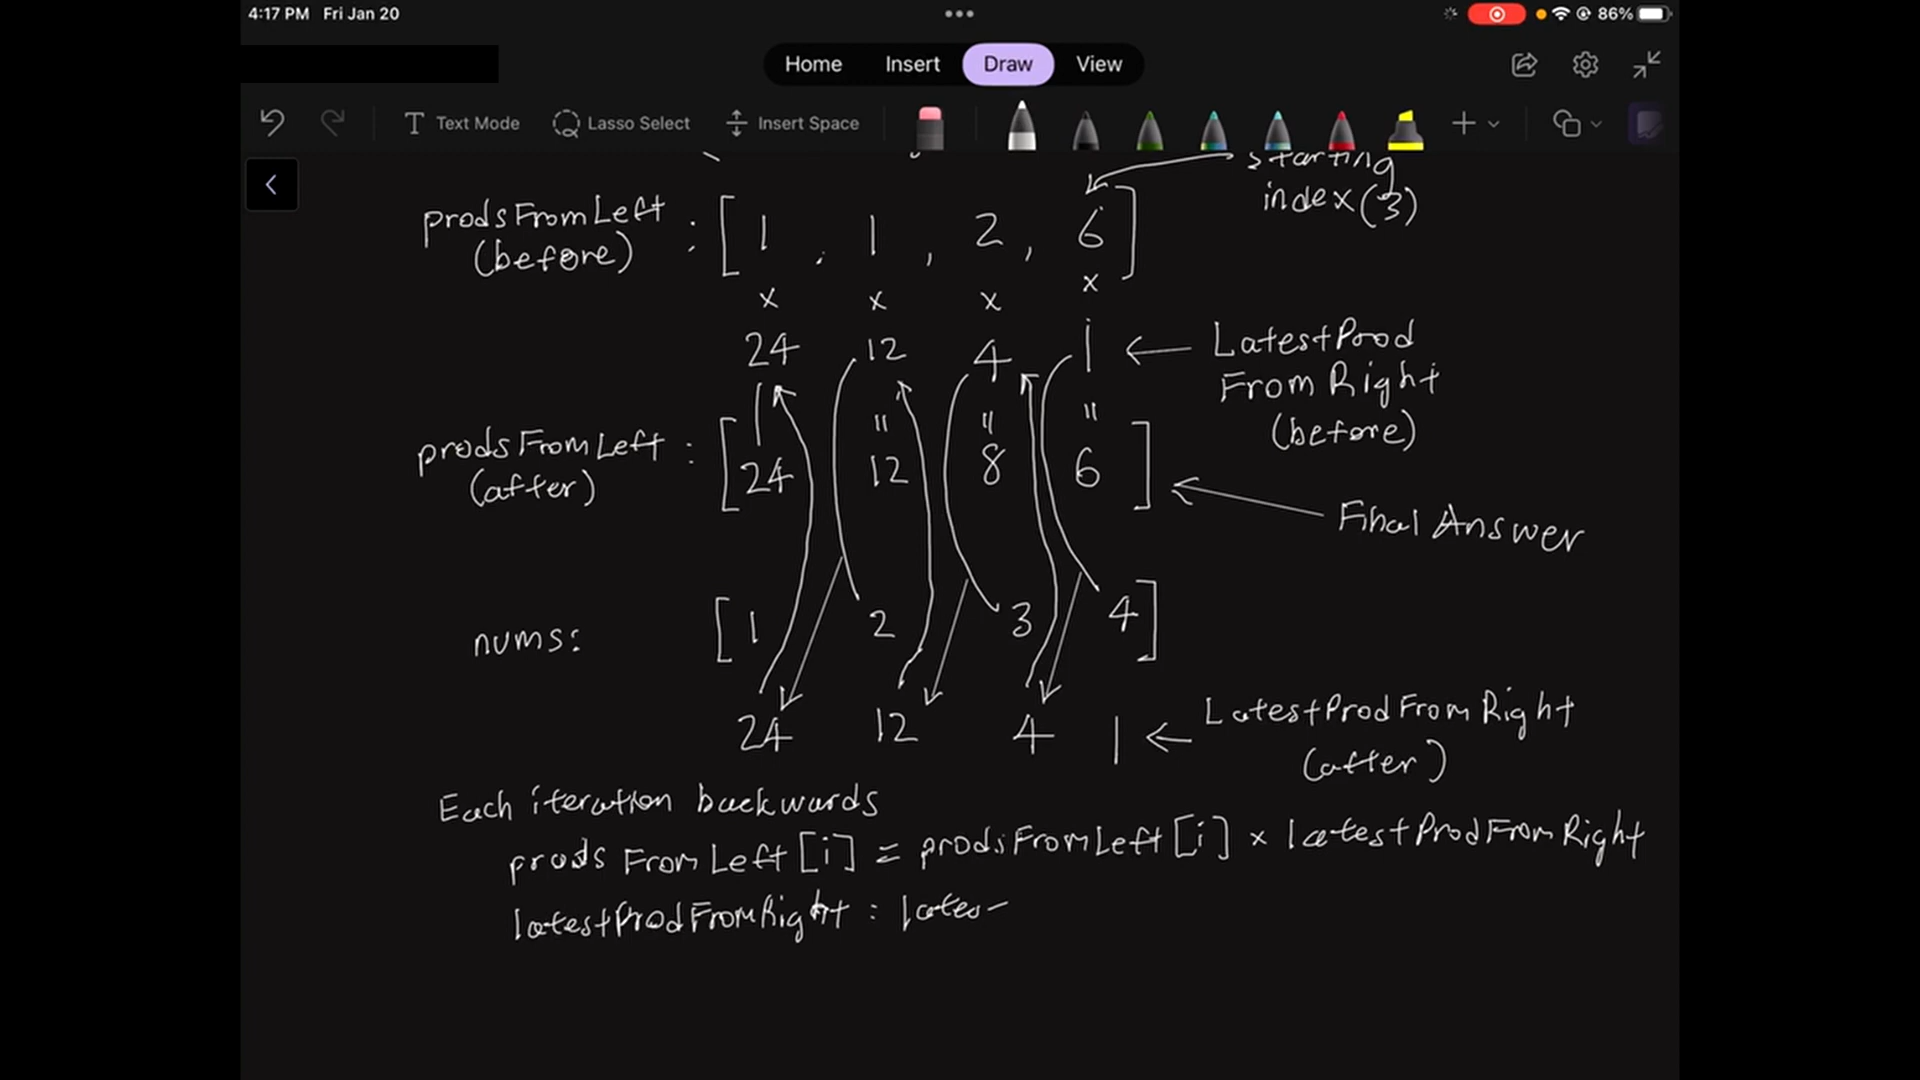 4:17 PM Fri Jan 20
86%
Home Insert Draw View
Text Mode Lasso Select Insert Space
starting
index(3)
prodsFromLeft
(before) : [ 1 , 1 , 2 , 6 ]
x x x x
24 12 4 1 ← LatestProd
FromRight
(before)
| || || ||
prodsFromLeft : [ 24 12 8 6 ]
(after)
Final Answer
nums: [ 1 2 3 4 ]
24 12 4 1 ← LatestProdFromRight
(after)
Each iteration backwards
prodsFromLeft[i] = prodsFromLeft[i] x latestProdFromRight
latestProdFromRight : lates